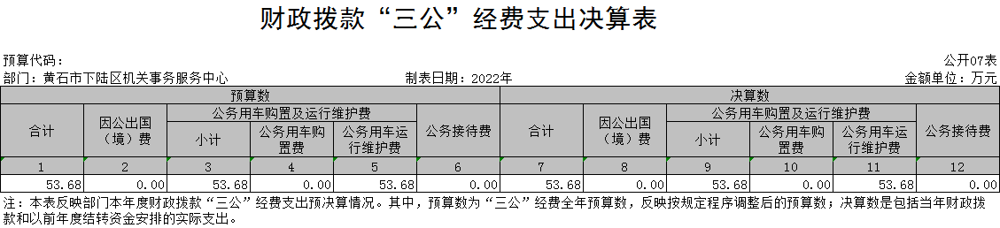 财政拨款“三公”经费支出决算表
预算代码： 公开07表
部门：黄石市下陆区机关事务服务中心 制表日期：2022年 金额单位：万元
预算数 决算数
合计 因公出国（境）费 公务用车购置及运行维护费 公务接待费 合计 因公出国（境）费 公务用车购置及运行维护费 公务接待费
小计 公务用车购置费 公务用车运行维护费 小计 公务用车购置费 公务用车运行维护费
1 2 3 4 5 6 7 8 9 10 11 12
53.68 0.00 53.68 0.00 53.68 0.00 53.68 0.00 53.68 0.00 53.68 0.00
注：本表反映部门本年度财政拨款“三公”经费支出预决算情况。其中，预算数为“三公”经费全年预算数，反映按规定程序调整后的预算数；决算数是包括当年财政拨
款和以前年度结转资金安排的实际支出。